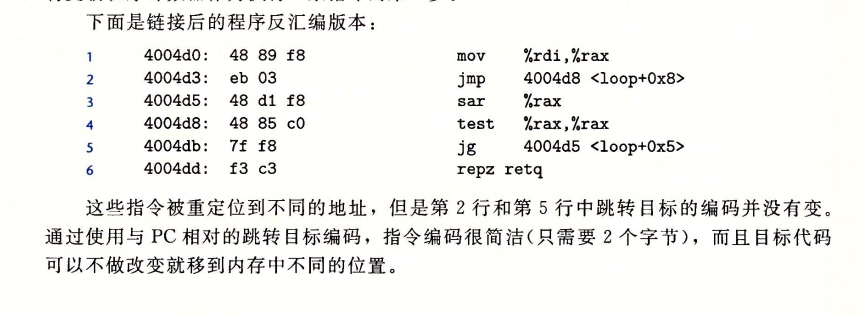 下面是链接后的程序反汇编版本：
1 4004d0: 48 89 f8 mov %rdi,%rax
2 4004d3: eb 03 jmp 4004d8 <loop+0x8>
3 4004d5: 48 d1 f8 sar %rax
4 4004d8: 48 85 c0 test %rax,%rax
5 4004db: 7f f8 jg 4004d5 <loop+0x5>
6 4004dd: f3 c3 repz retq
这些指令被重定位到不同的地址，但是第 2 行和第 5 行中跳转目标的编码并没有变。
通过使用与 PC 相对的跳转目标编码，指令编码很简洁(只需要 2 个字节)，而且目标代码
可以不做改变就移到内存中不同的位置。